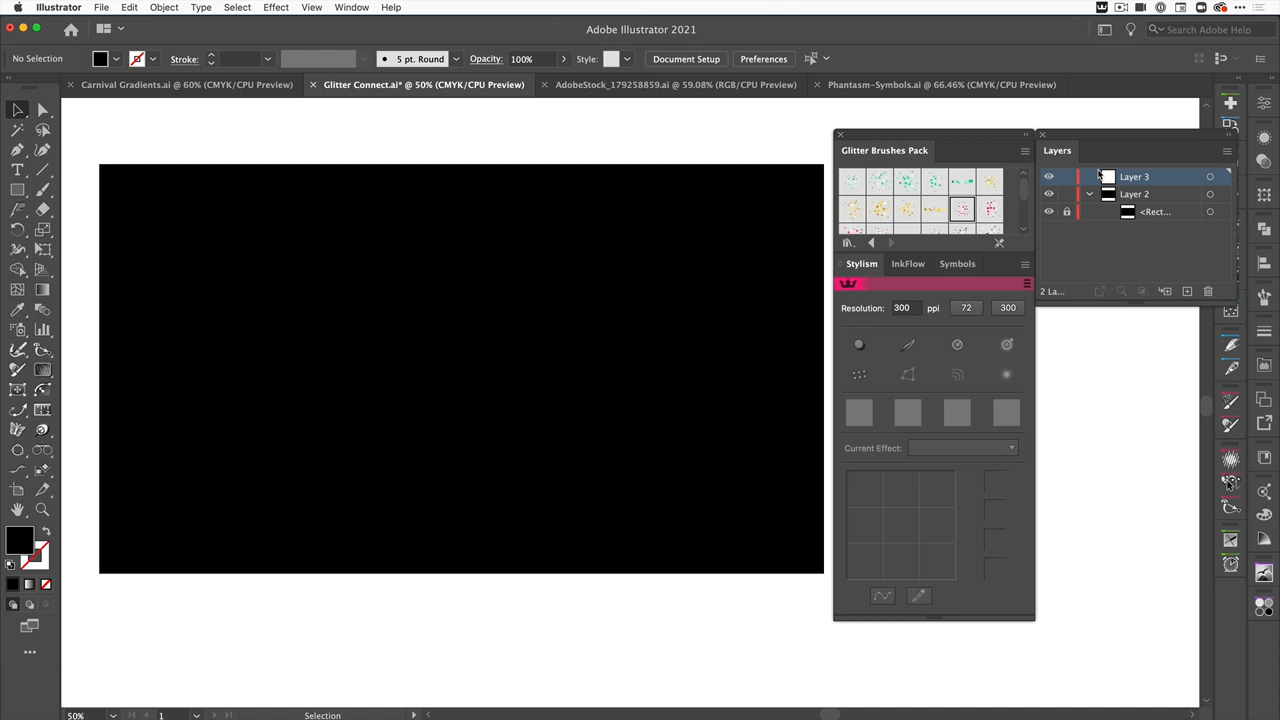 Illustrator File Edit Object Type Select Effect View Window Help
Adobe Illustrator 2021
Search Adobe Help
No Selection Stroke: 5 pt. Round Opacity: 100% Style: Document Setup Preferences
Carnival Gradients.ai @ 60% (CMYK/CPU Preview) Glitter Connect.ai* @ 50% (CMYK/CPU Preview) AdobeStock_179258859.ai @ 59.08% (RGB/CPU Preview) Phantasm-Symbols.ai @ 66.46% (CMYK/CPU Preview)
Glitter Brushes Pack
Layers
Layer 3
Layer 2
<Rect...
2 La...
Stylism InkFlow Symbols
Resolution: 300 ppi 72 300
Current Effect:
50% 1 Selection